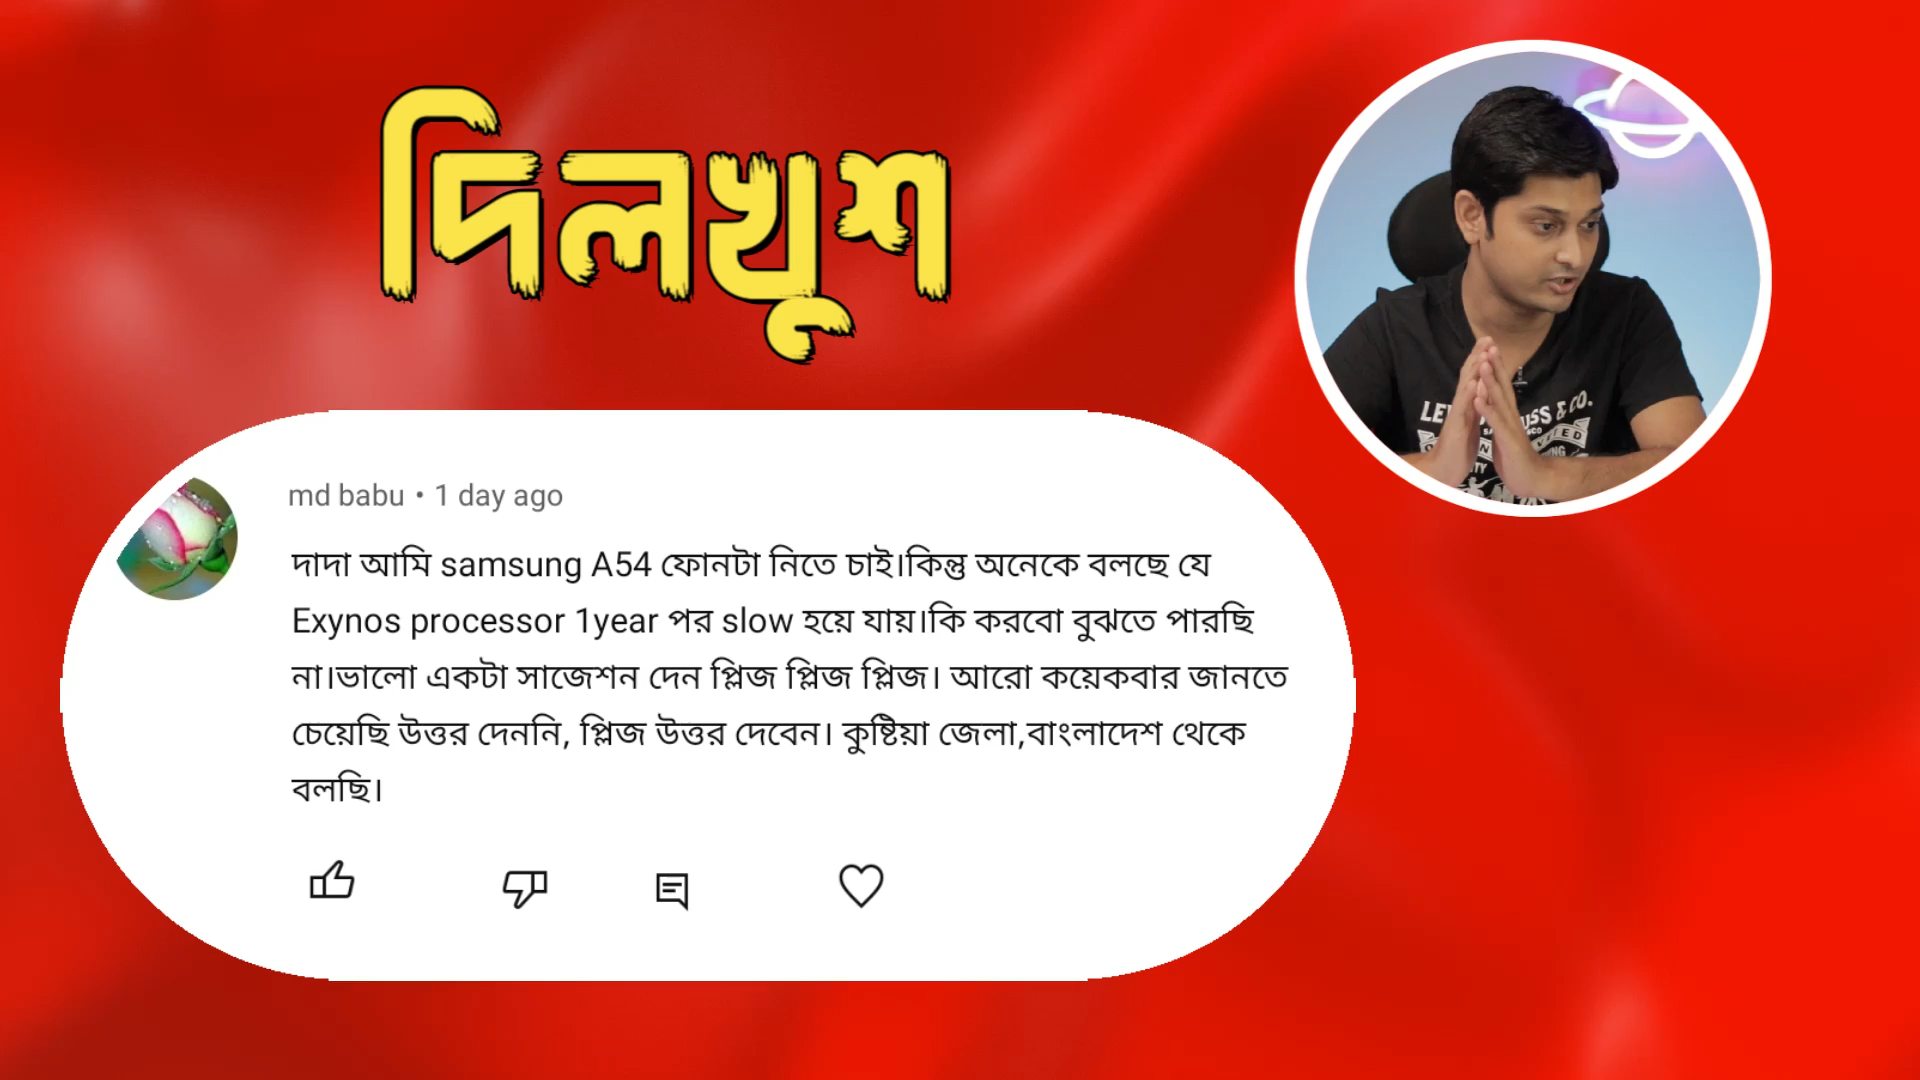 দিলখুশ
md babu • 1 day ago
দাদা আমি samsung A54 ফোনটা নিতে চাই।কিন্তু অনেকে বলছে যে
Exynos processor 1year পর slow হয়ে যায়।কি করবো বুঝতে পারছি
না।ভালো একটা সাজেশন দেন প্লিজ প্লিজ প্লিজ। আরো কয়েকবার জানতে
চেয়েছি উত্তর দেননি, প্লিজ উত্তর দেবেন। কুষ্টিয়া জেলা,বাংলাদেশ থেকে
বলছি।